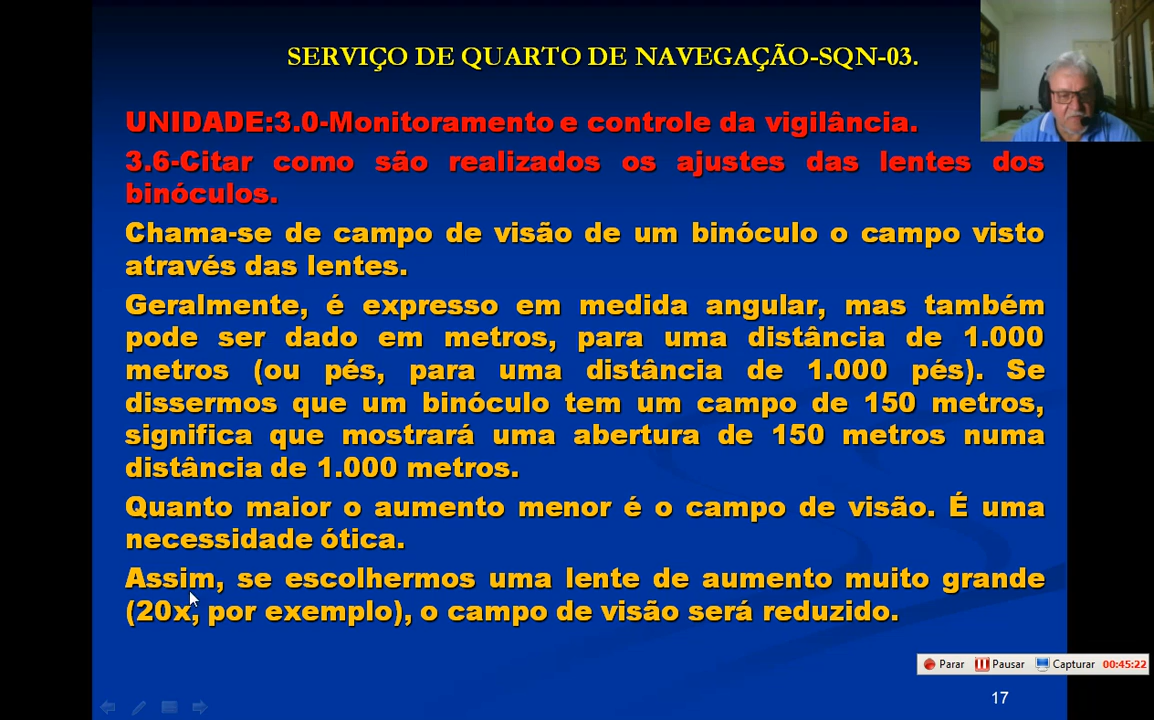 SERVIÇO DE QUARTO DE NAVEGAÇÃO-SQN-03.
UNIDADE:3.0-Monitoramento e controle da vigilância.
3.6-Citar como são realizados os ajustes das lentes dos
binóculos.
Chama-se de campo de visão de um binóculo o campo visto
através das lentes.
Geralmente, é expresso em medida angular, mas também
pode ser dado em metros, para uma distância de 1.000
metros (ou pés, para uma distância de 1.000 pés). Se
dissermos que um binóculo tem um campo de 150 metros,
significa que mostrará uma abertura de 150 metros numa
distância de 1.000 metros.
Quanto maior o aumento menor é o campo de visão. É uma
necessidade ótica.
Assim, se escolhermos uma lente de aumento muito grande
(20x, por exemplo), o campo de visão será reduzido.
Parar Pausar Capturar 00:45:22
17